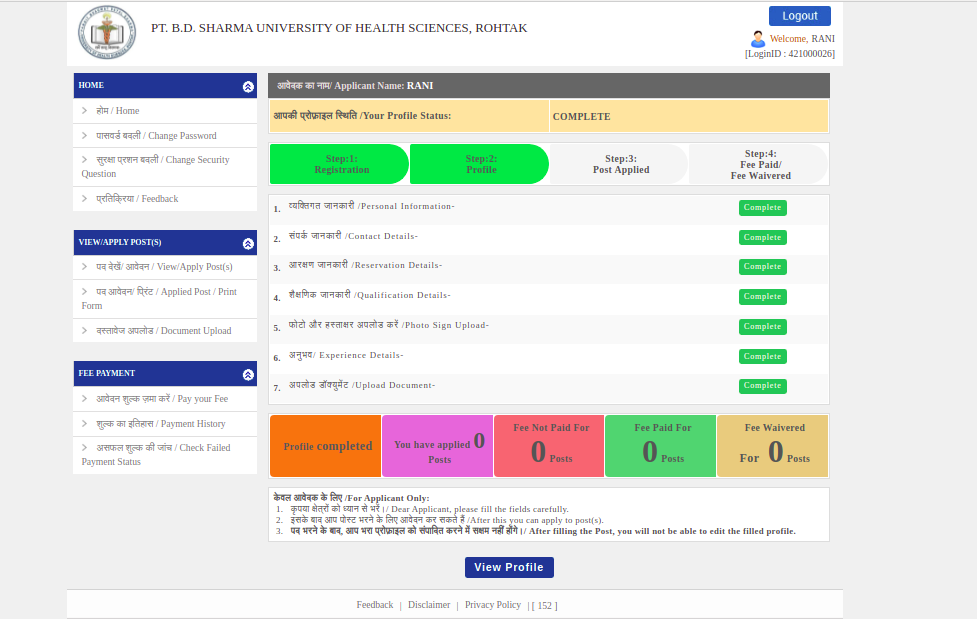 PT. B.D. SHARMA UNIVERSITY OF HEALTH SCIENCES, ROHTAK
Logout
Welcome, RANI
[LoginID : 421000026]
HOME
होम / Home
पासवर्ड बदली / Change Password
सुरक्षा प्रशन बदली / Change Security
Question
प्रतिक्रिया / Feedback
VIEW/APPLY POST(S)
पद देखें/ आवेदन / View/Apply Post(s)
पद आवेदन/ प्रिंट / Applied Post / Print
Form
दस्तावेज अपलोड / Document Upload
FEE PAYMENT
आवेदन शुल्क ज़मा करें / Pay your Fee
शुल्क का इतिहास / Payment History
असफल शुल्क की जांच / Check Failed
Payment Status
आवेदक का नाम/ Applicant Name: RANI
आपकी प्रोफ़ाइल स्थिति /Your Profile Status: COMPLETE
Step:1:
Registration
Step:2:
Profile
Step:3:
Post Applied
Step:4:
Fee Paid/
Fee Waivered
1. व्यक्तिगत जानकारी /Personal Information- Complete
2. संपर्क जानकारी /Contact Details- Complete
3. आरक्षण जानकारी /Reservation Details- Complete
4. शैक्षणिक जानकारी /Qualification Details- Complete
5. फोटो और हस्ताक्षर अपलोड करें /Photo Sign Upload- Complete
6. अनुभव/ Experience Details- Complete
7. अपलोड डॉक्युमेंट /Upload Document- Complete
Profile completed
You have applied 0
Posts
Fee Not Paid For
0 Posts
Fee Paid For
0 Posts
Fee Waivered
For 0 Posts
केवल आवेदक के लिए /For Applicant Only:
1. कृपया क्षेत्रों को ध्यान से भरें।/ Dear Applicant, please fill the fields carefully.
2. इसके बाद आप पोस्ट भरने के लिए आवेदन कर सकते हैं /After this you can apply to post(s).
3. पद भरने के बाद, आप भरा प्रोफ़ाइल को संपादित करने में सक्षम नहीं होंगे।/ After filling the Post, you will not be able to edit the filled profile.
View Profile
Feedback | Disclaimer | Privacy Policy | [ 152 ]